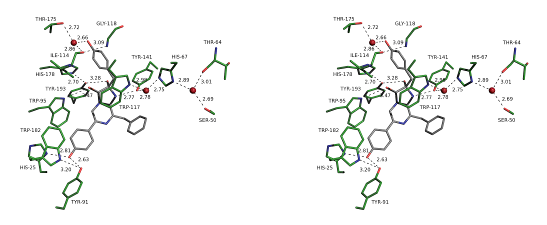 THR-175
GLY-118
2.72
2.66
3.09
ILE-114
2.86
TYR-141
HIS-67
THR-64
HIS-178
3.28
2.70
2.89
3.01
TYR-193
2.75
2.77
2.78
TRP-95
TRP-117
2.69
SER-50
TRP-182
2.81
2.63
HIS-25
3.20
TYR-91
THR-175
GLY-118
2.72
2.66
3.09
ILE-114
2.86
TYR-141
HIS-67
THR-64
HIS-178
3.28
2.70
2.89
3.01
TYR-193
2.75
2.77
2.78
TRP-95
TRP-117
2.69
SER-50
TRP-182
2.81
2.63
HIS-25
3.20
TYR-91